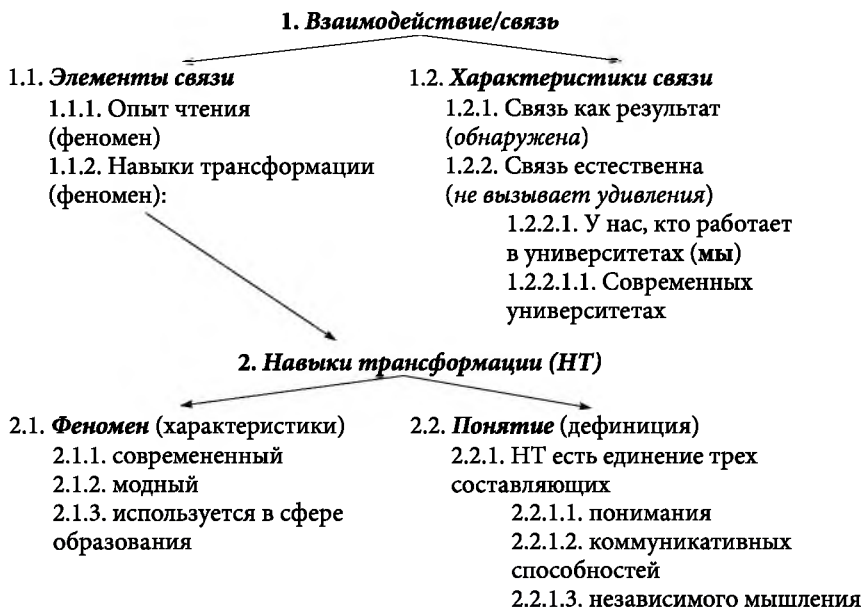 1. Взаимодействие/связь
1.1. Элементы связи
1.1.1. Опыт чтения
(феномен)
1.1.2. Навыки трансформации
(феномен):
1.2. Характеристики связи
1.2.1. Связь как результат
(обнаружена)
1.2.2. Связь естественна
(не вызывает удивления)
1.2.2.1. У нас, кто работает
в университетах (мы)
1.2.2.1.1. Современных
университетах
2. Навыки трансформации (НТ)
2.1. Феномен (характеристики)
2.1.1. современенный
2.1.2. модный
2.1.3. используется в сфере
образования
2.2. Понятие (дефиниция)
2.2.1. НТ есть единение трех
составляющих
2.2.1.1. понимания
2.2.1.2. коммуникативных
способностей
2.2.1.3. независимого мышления